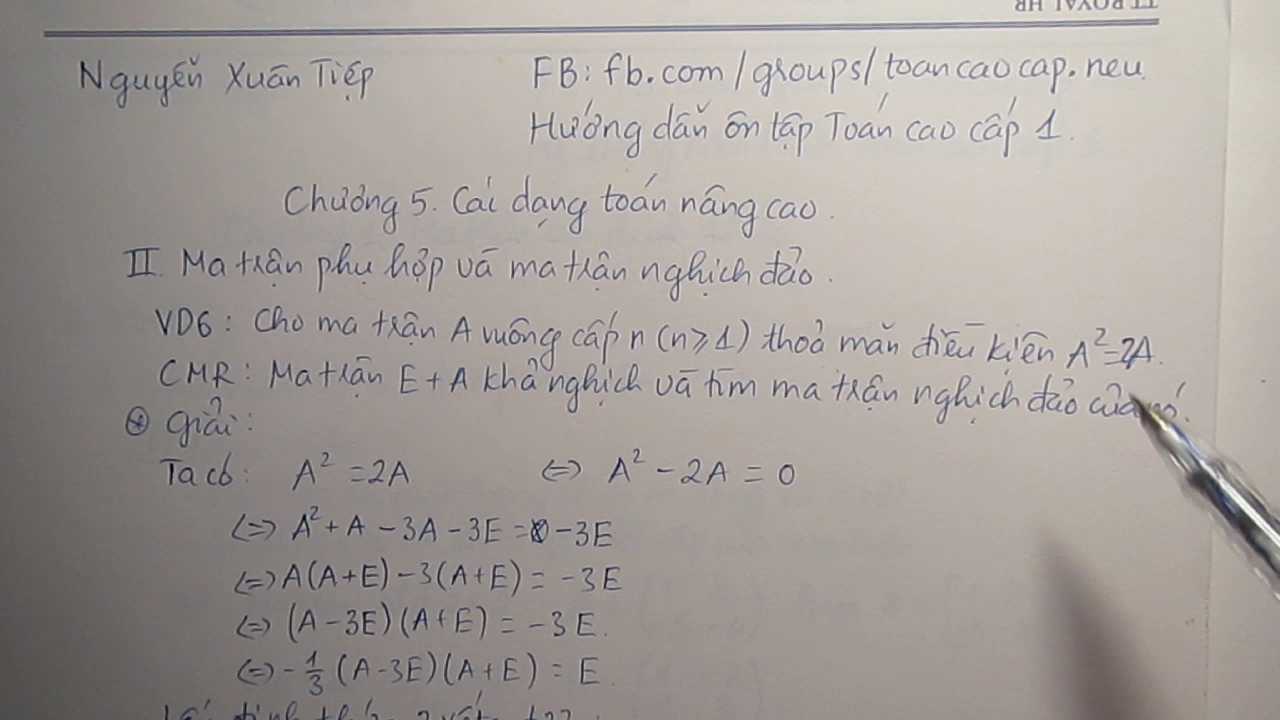 TT ROYAL HR
Nguyễn Xuân Tiệp
FB: fb.com/groups/toancaocap.neu
Hướng dẫn ôn tập Toán cao cấp 1.
Chương 5. Các dạng toán nâng cao.
II. Ma trận phụ hợp và ma trận nghịch đảo.
VD6: Cho ma trận A vuông cấp n (n≥1) thoả mãn điều kiện A²=2A.
CMR: Ma trận E+A khả nghịch và tìm ma trận nghịch đảo của nó.
⊛ Giải:
Ta có: A² = 2A ⇔ A² - 2A = 0
⇔ A² + A - 3A - 3E = 0 - 3E
⇔ A(A+E) - 3(A+E) = -3E
⇔ (A-3E)(A+E) = -3E.
⇔ -1/3 (A-3E)(A+E) = E